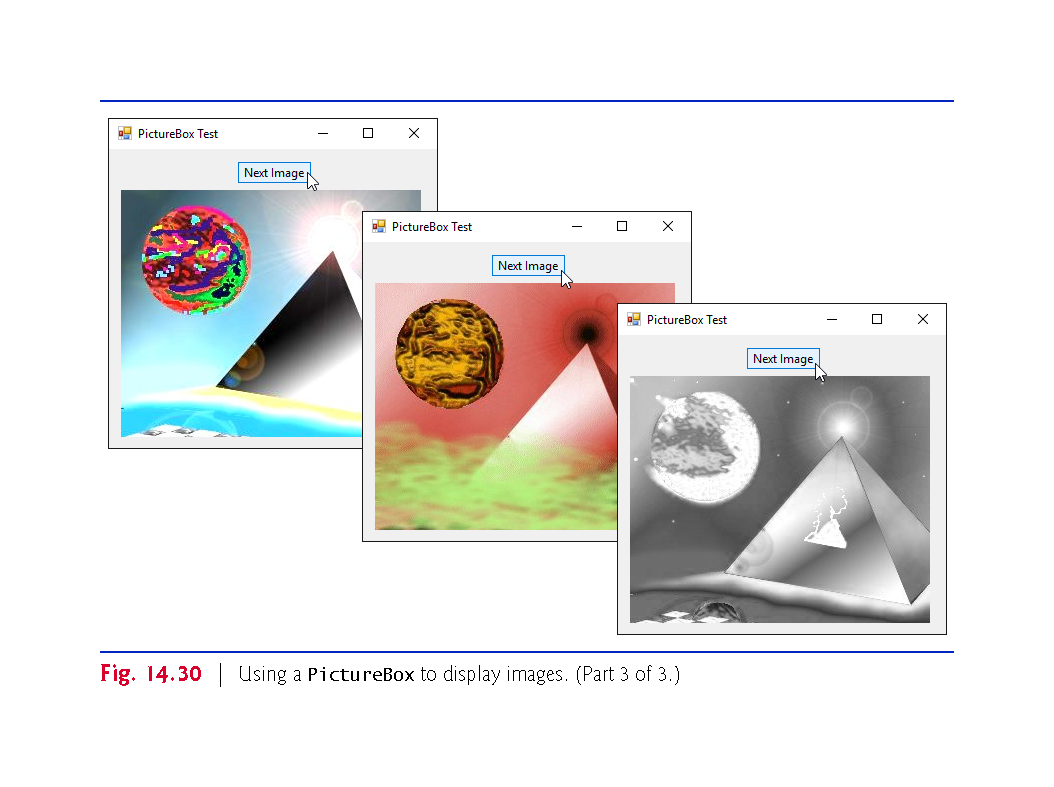 PictureBox Test
Next Image
PictureBox Test
Next Image
PictureBox Test
Next Image
Fig. 14.30 | Using a PictureBox to display images. (Part 3 of 3.)